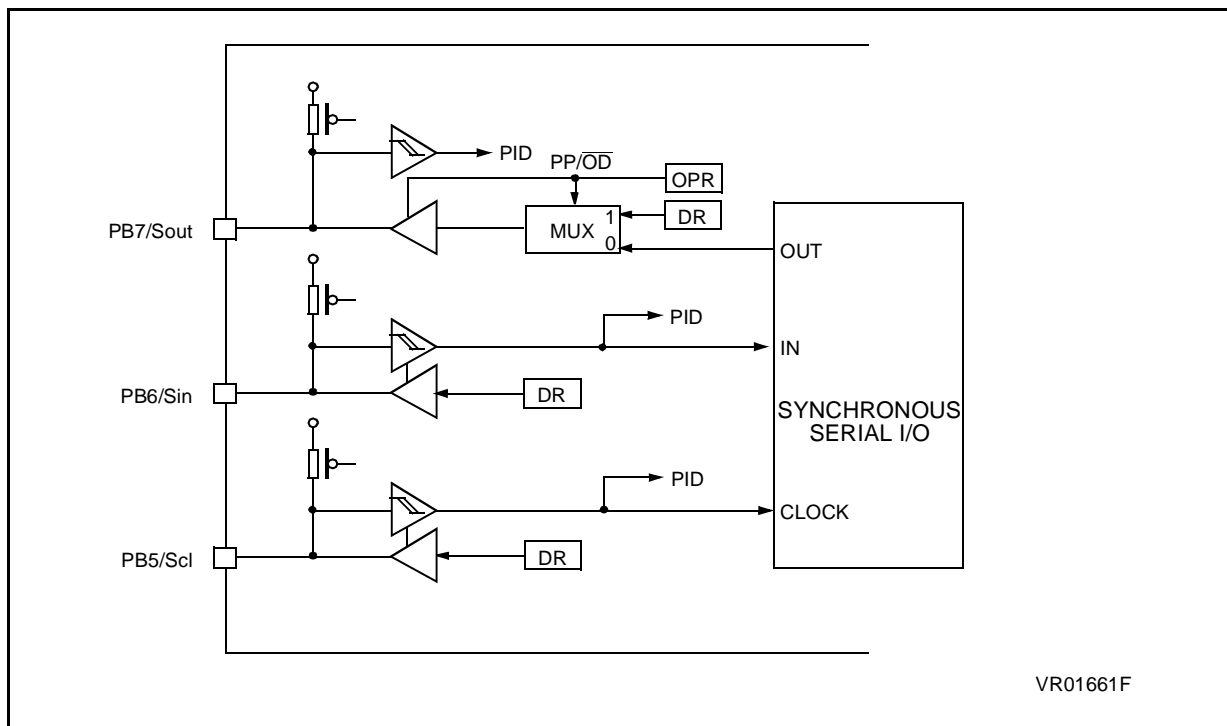 PID
PP/O̅D̅
OPR
DR
1
MUX
0
PB7/Sout
OUT
PID
IN
PB6/Sin
DR
SYNCHRONOUS
SERIAL I/O
PID
CLOCK
PB5/Scl
DR
VR01661F